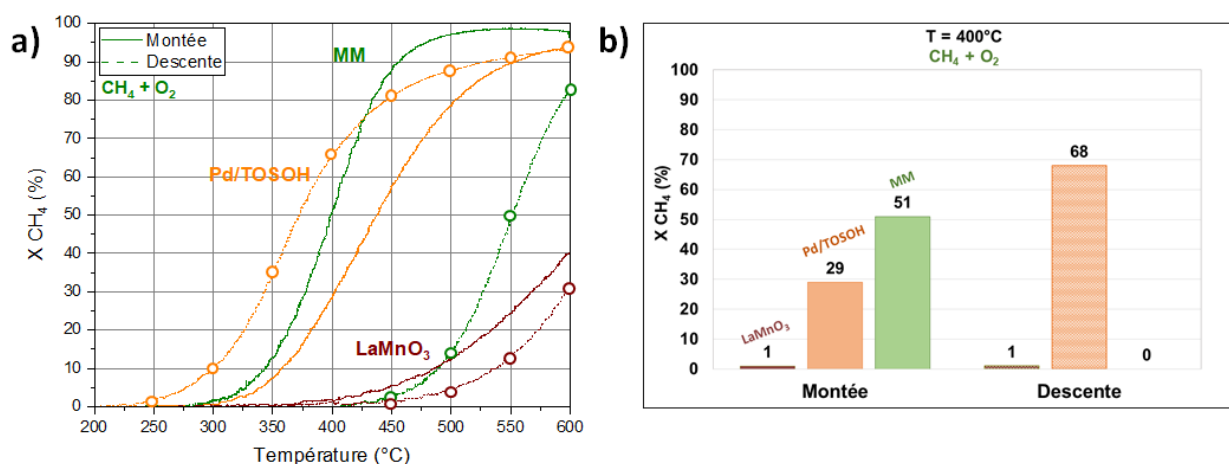 a)
Montée
Descente
CH₄ + O₂
MM
Pd/TOSOH
LaMnO₃
X CH₄ (%)
100
90
80
70
60
50
40
30
20
10
0
200 250 300 350 400 450 500 550 600
Température (°C)
b)
T = 400°C
CH₄ + O₂
X CH₄ (%)
100
90
80
70
60
50
40
30
20
10
0
LaMnO₃
1
Pd/TOSOH
29
MM
51
1
68
0
Montée Descente